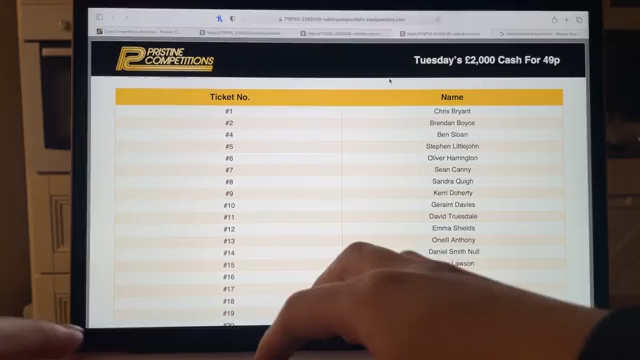 PRISTINE
COMPETITIONS
Tuesday's £2,000 Cash For 49p
Ticket No. Name
#1 Chris Bryant
#2 Brendan Boyce
#4 Ben Sloan
#5 Stephen Littlejohn
#6 Oliver Harrington
#7 Sean Canny
#8 Sandra Quigh
#9 Kerri Doherty
#10 Geraint Davies
#11 David Truesdale
#12 Emma Shields
#13 Oneill Anthony
#14 Daniel Smith Null
#15 Lawson
#16
#17
#18